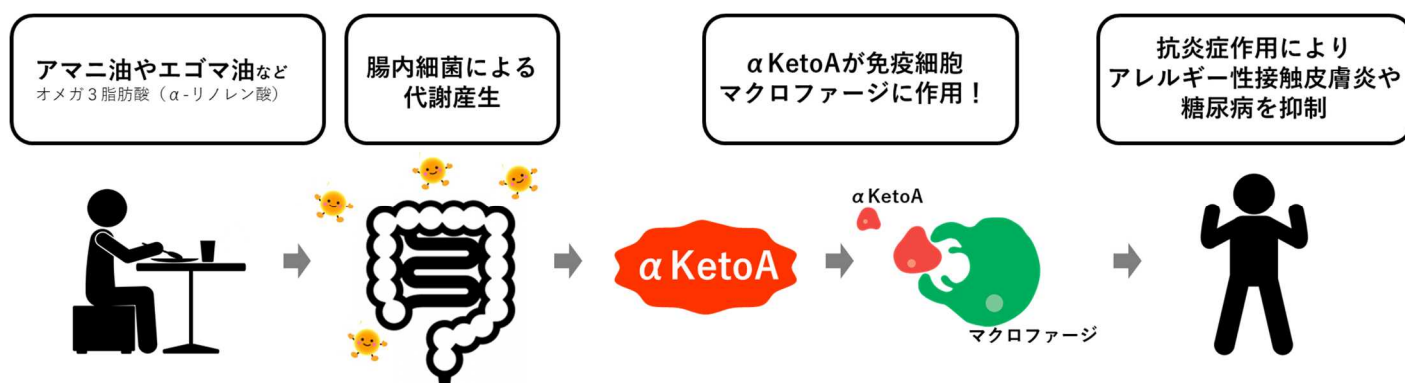 アマニ油やエゴマ油など
オメガ3脂肪酸（α-リノレン酸）
腸内細菌による
代謝産生
αKetoAが免疫細胞
マクロファージに作用！
抗炎症作用により
アレルギー性接触皮膚炎や
糖尿病を抑制
αKetoA
αKetoA
マクロファージ